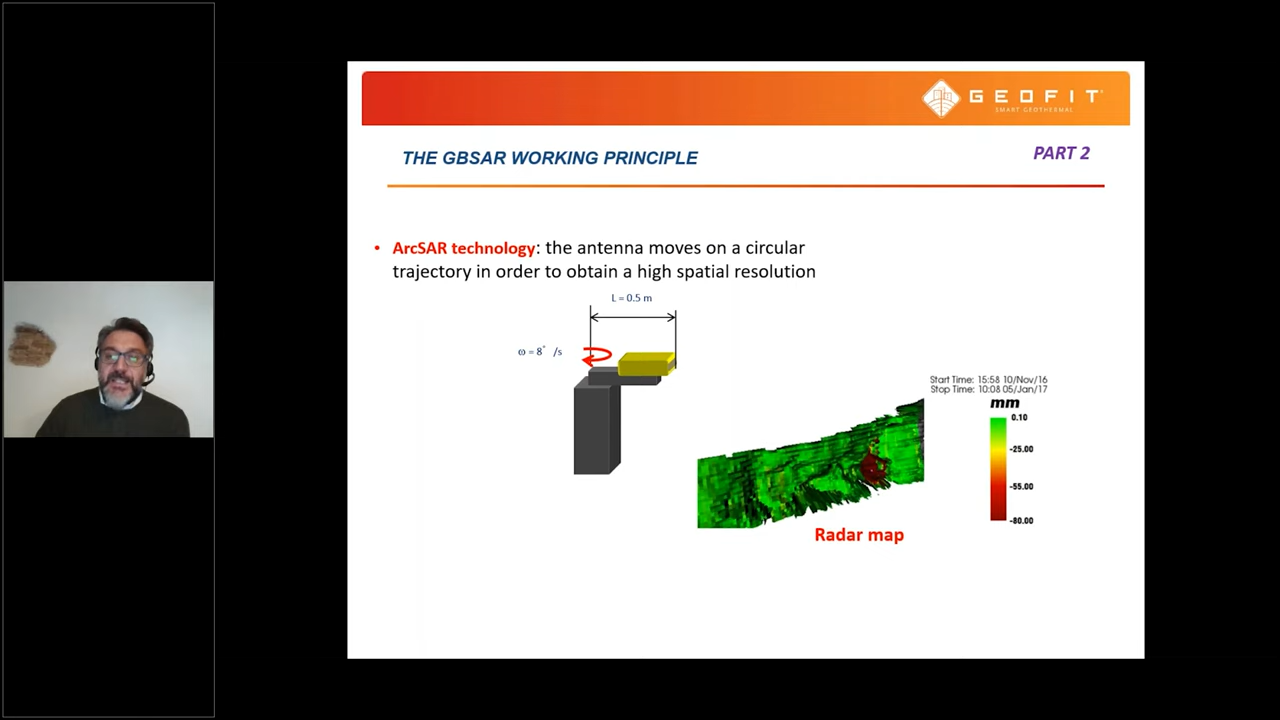 GEOFIT
SMART GEOTHERMAL
THE GBSAR WORKING PRINCIPLE
PART 2
• ArcSAR technology: the antenna moves on a circular
trajectory in order to obtain a high spatial resolution
L = 0.5 m
ω = 8° /s
Start Time: 15:58 10/Nov/16
Stop Time: 10:08 05/Jan/17
mm
0.10
-25.00
-55.00
-80.00
Radar map